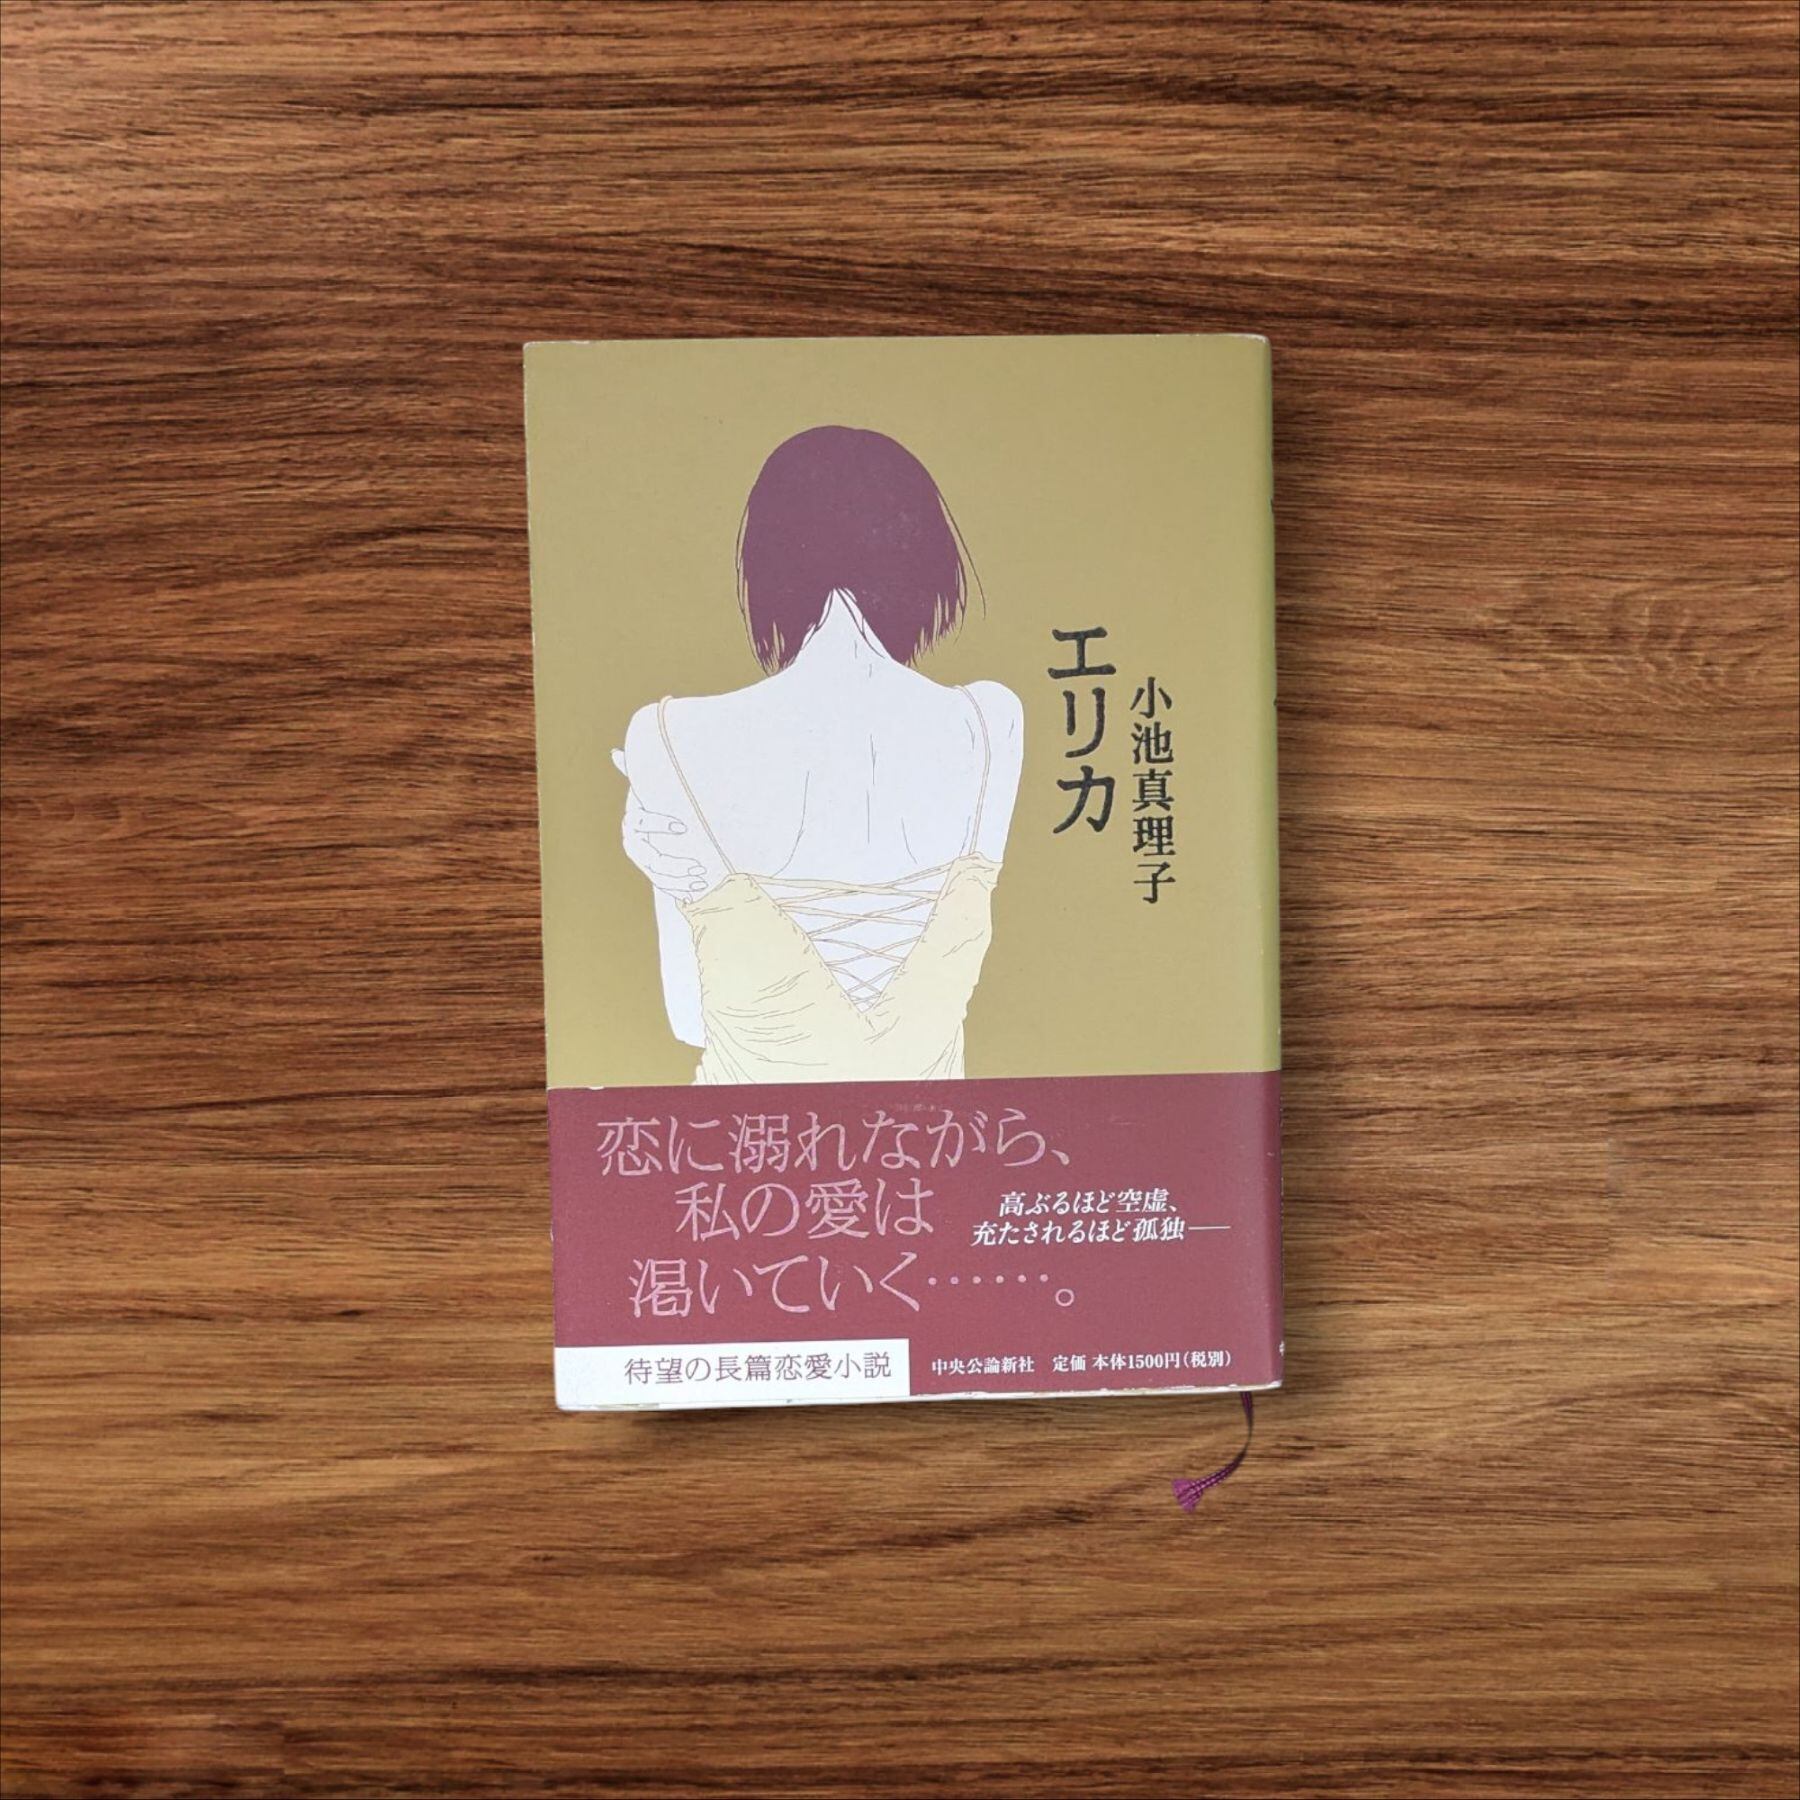 エリカ
小池真理子
恋に溺れながら、
私の愛は
渇いていく……。
高ぶるほど空虚、
充たされるほど孤独――
待望の長篇恋愛小説
中央公論新社　定価 本体1500円(税別)